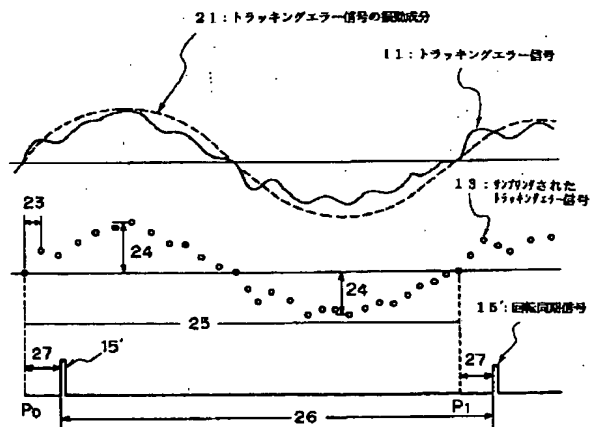 21:トラッキングエラー信号の振動成分
11:トラッキングエラー信号
13:サンプリングされた
トラッキングエラー信号
23
24
24
25
15':回転同期信号
27
15'
27
P0
P1
26